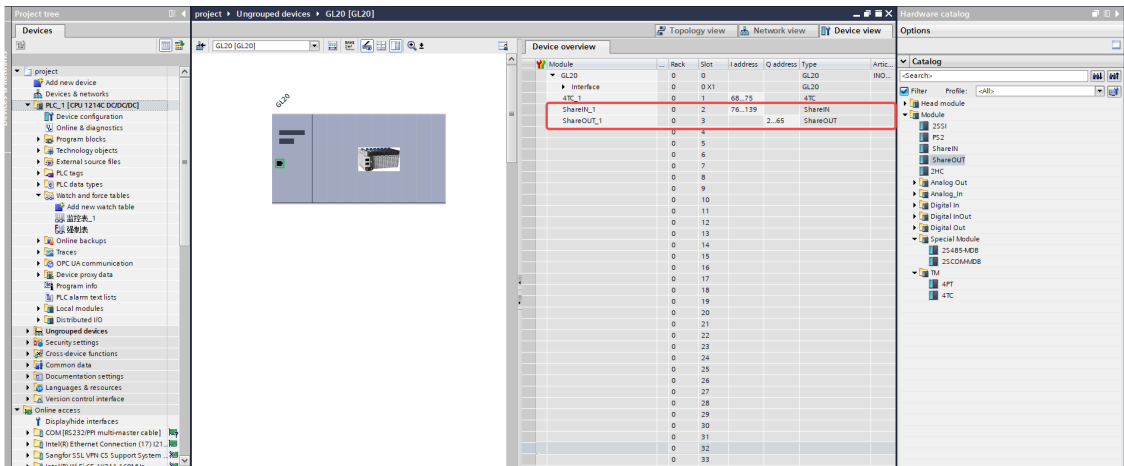 Project tree
project ▸ Ungrouped devices ▸ GL20 [GL20]
Hardware catalog
Devices
Topology view
Network view
Device view
Options
GL20 [GL20]
Device overview
project
Add new device
Devices & networks
PLC_1 [CPU 1214C DC/DC/DC]
Device configuration
Online & diagnostics
Program blocks
Technology objects
External source files
PLC tags
PLC data types
Watch and force tables
Add new watch table
监控表_1
强制表
Online backups
Traces
OPC UA communication
Device proxy data
Program info
PLC alarm text lists
Local modules
Distributed I/O
Ungrouped devices
Security settings
Cross-device functions
Common data
Documentation settings
Languages & resources
Version control interface
Online access
Display/hide interfaces
COM [RS232/PPI multi-master cable]
Intel(R) Ethernet Connection (17) I21...
Sangfor SSL VPN CS Support System ...
GL20
Module ... Rack Slot I address Q address Type Artic...
GL20 0 0 GL20 INO...
Interface 0 0 X1 GL20
4TC_1 0 1 68...75 4TC
ShareIN_1 0 2 76...139 ShareIN
ShareOUT_1 0 3 2...65 ShareOUT
0 4
0 5
0 6
0 7
0 8
0 9
0 10
0 11
0 12
0 13
0 14
0 15
0 16
0 17
0 18
0 19
0 20
0 21
0 22
0 23
0 24
0 25
0 26
0 27
0 28
0 29
0 30
0 31
0 32
0 33
Catalog
<Search>
Filter Profile: <All>
Head module
Module
2SSI
PS2
ShareIN
ShareOUT
2HC
Analog Out
Analog_In
Digital In
Digital InOut
Digital Out
Special Module
2S485-MDB
2SCOM-MDB
TM
4PT
4TC